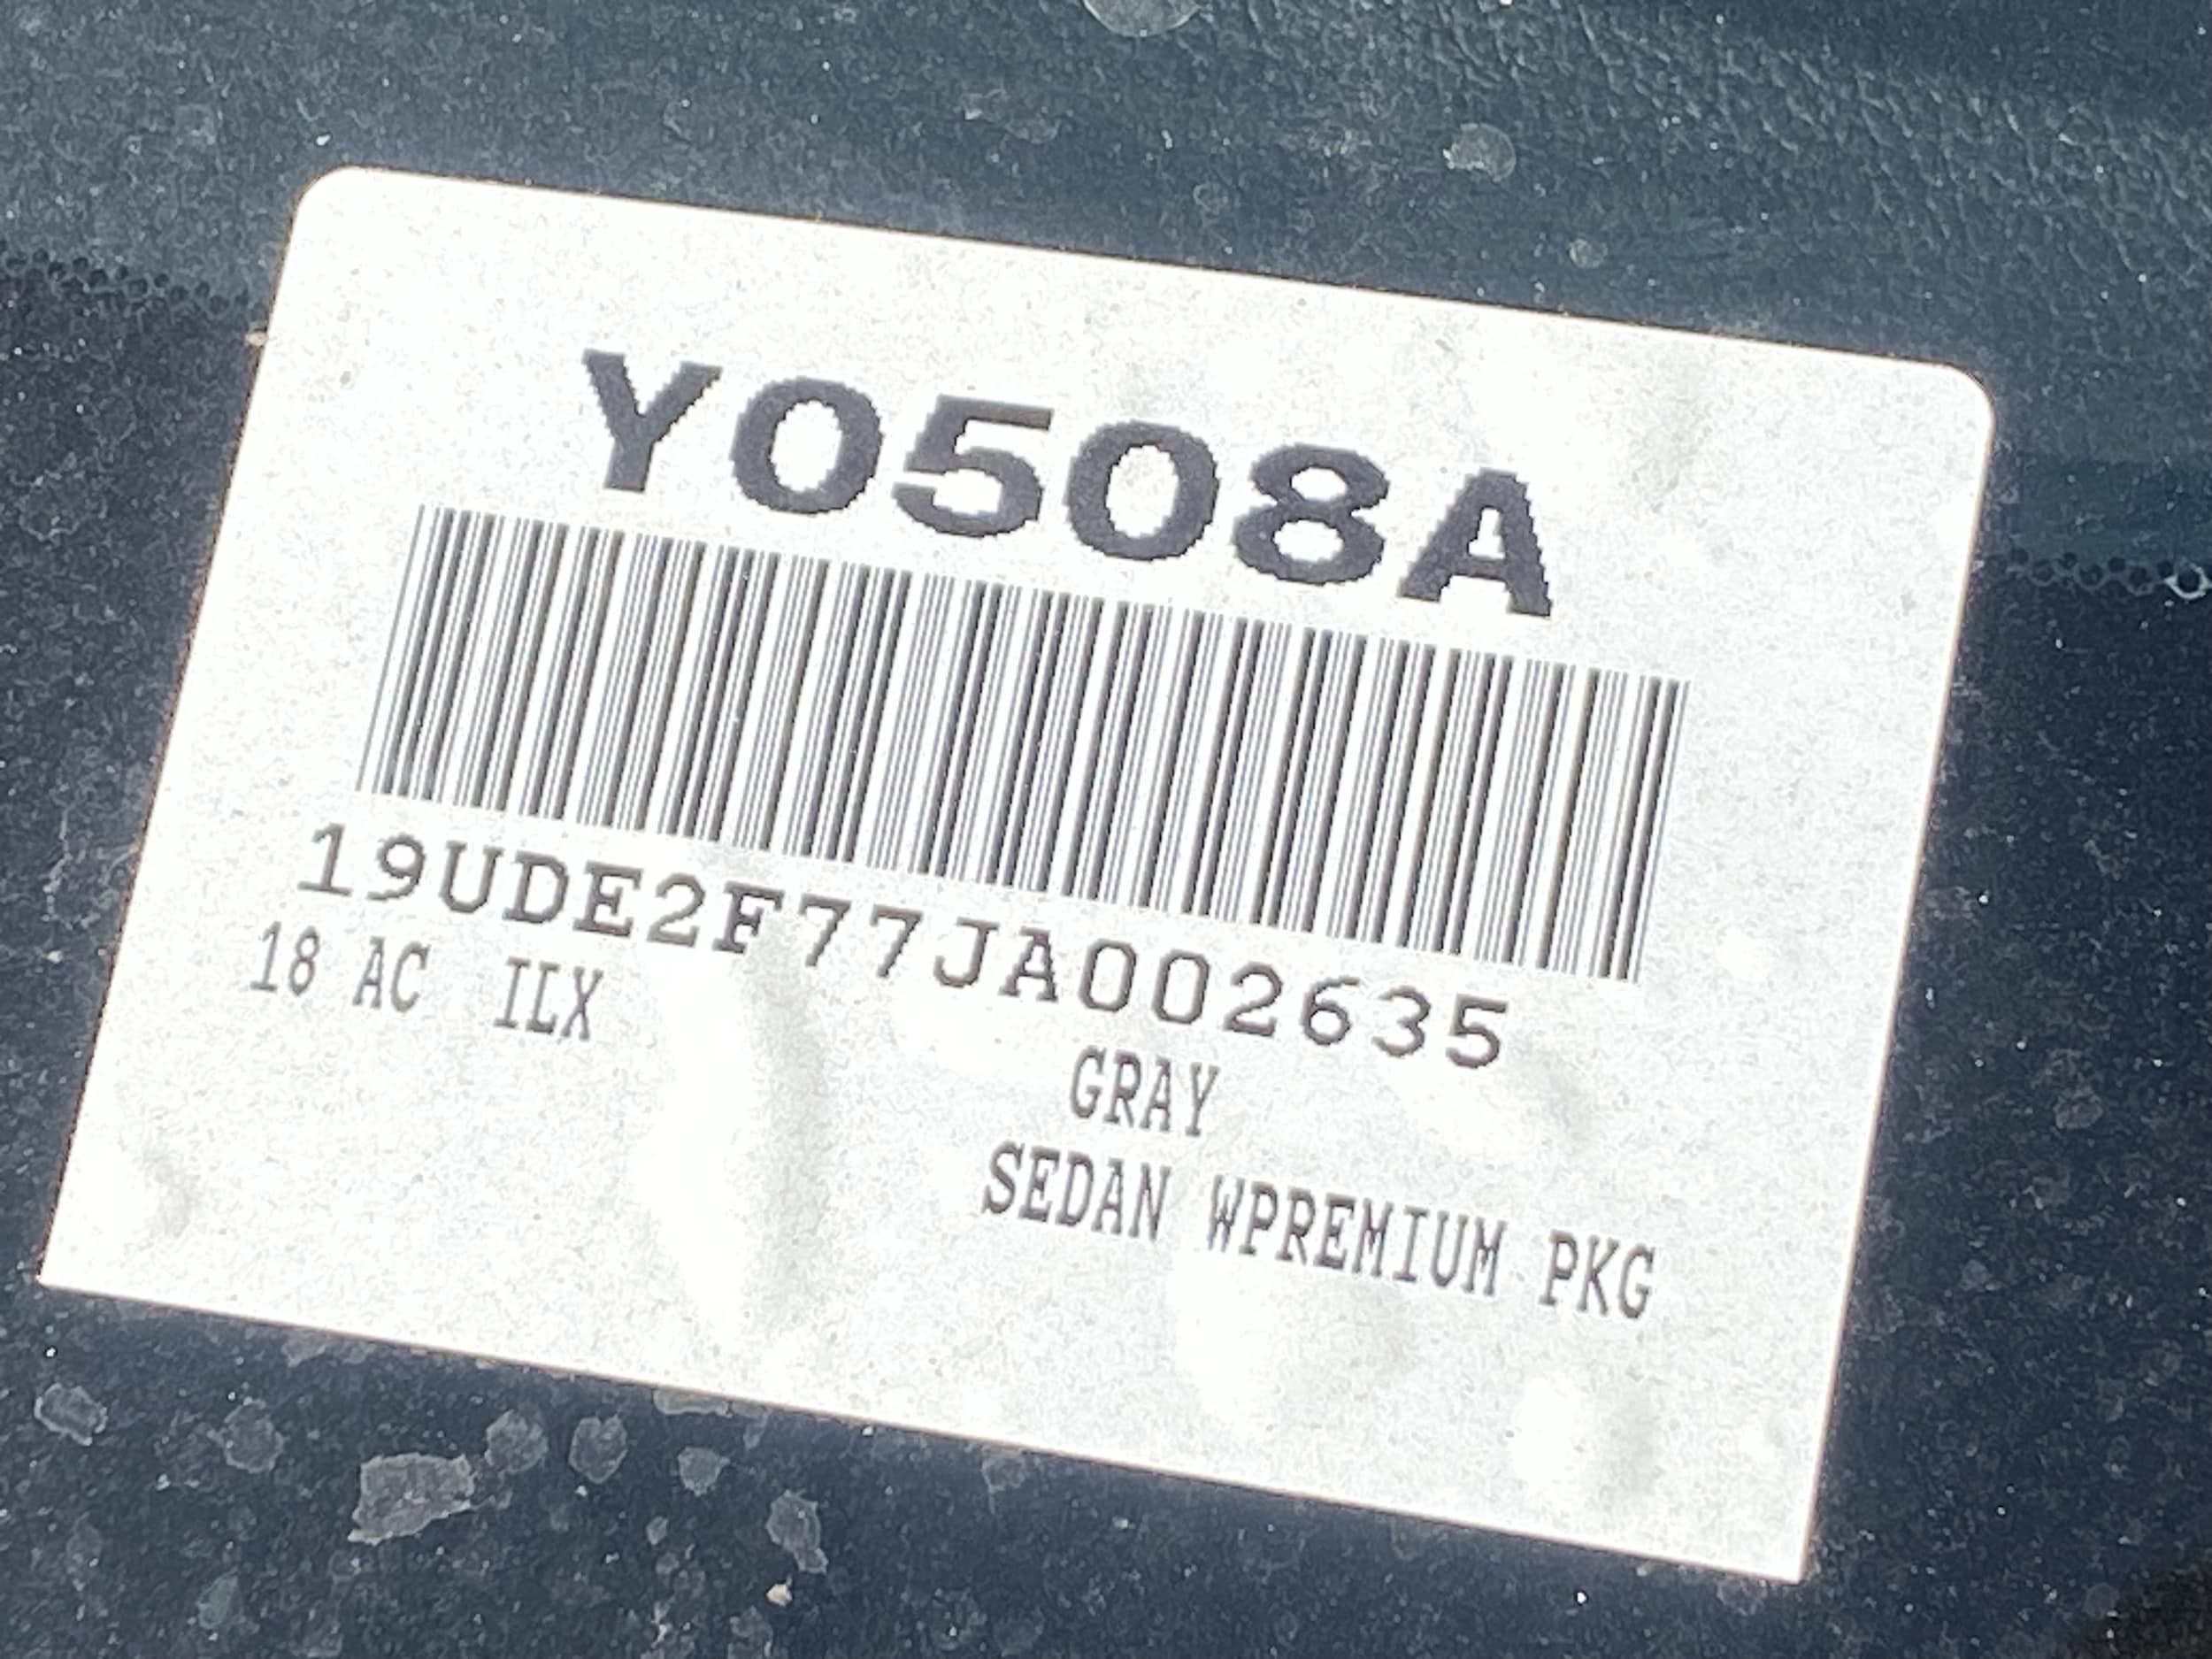 Y0508A
19UDE2F77JA002635
18 AC ILX
GRAY
SEDAN WPREMIUM PKG